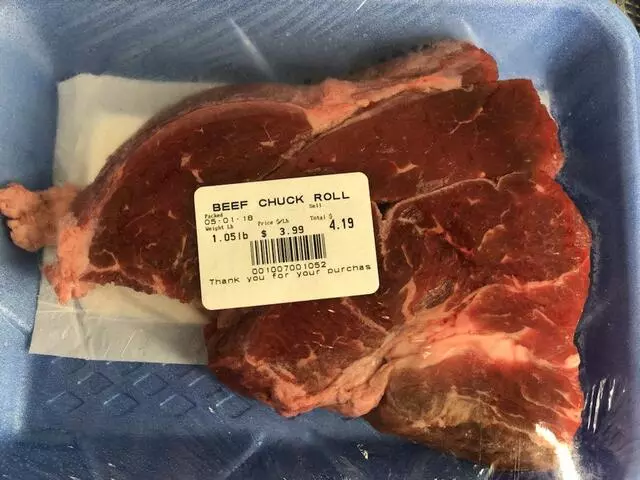 BEEF CHUCK ROLL
Packed Sell
05-01-18
Weight Lb Price $/Lb Total $
1.05lb $ 3.99 4.19
001007001052
Thank you for your purchas